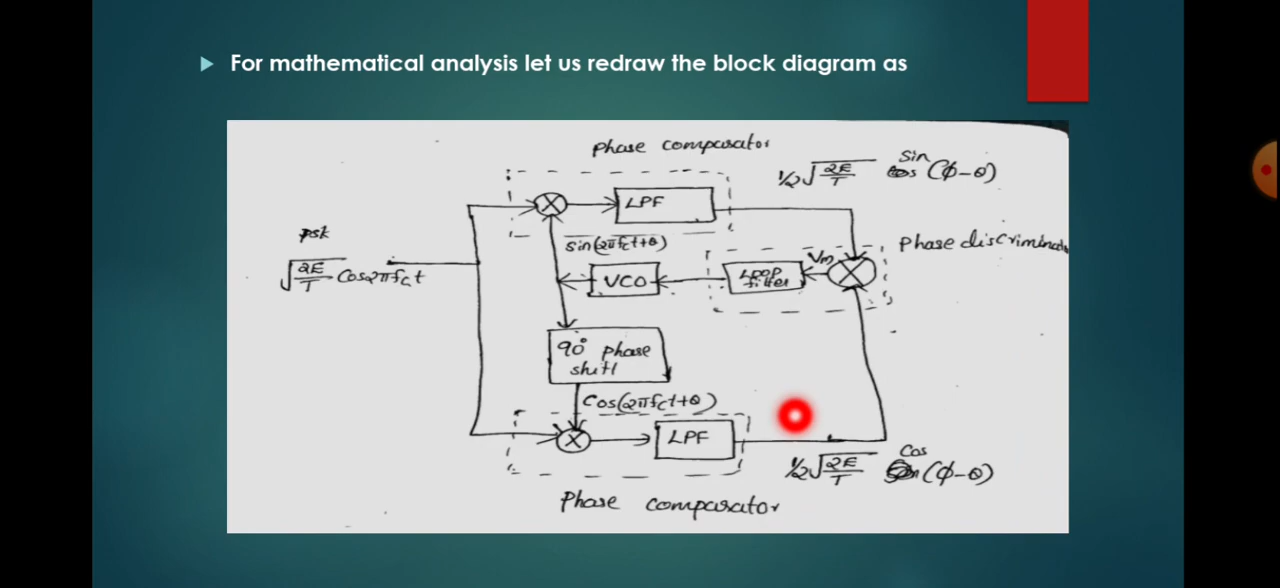 For mathematical analysis let us redraw the block diagram as
Phase comparator
½√2E/T sin (ϕ-θ)
LPF
psk
√2E/T Cos2πfct
sin(2πfct+θ)
Phase discriminato
Vm
VCO
Loop
filter
90° phase
shift
Cos(2πfct+θ)
LPF
½√2E/T Cos (ϕ-θ)
Phase comparator